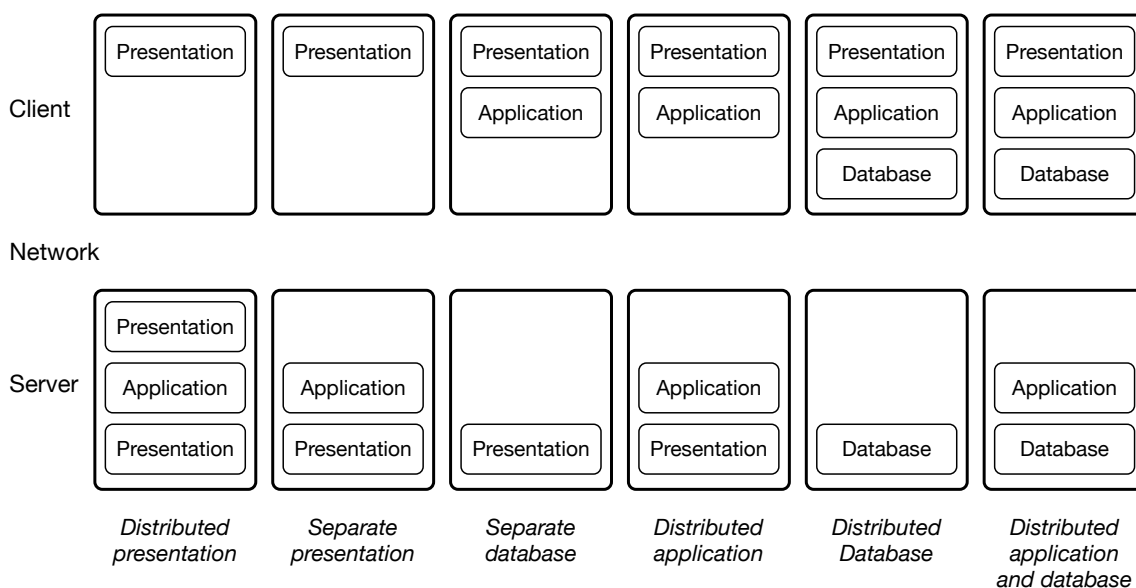 Presentation Presentation Presentation Presentation Presentation Presentation
Client Application Application Application Application
Database Database
Network
Presentation
Server Application Application Application Application
Presentation Presentation Presentation Presentation Database Database
Distributed presentation
Separate presentation
Separate database
Distributed application
Distributed Database
Distributed application and database